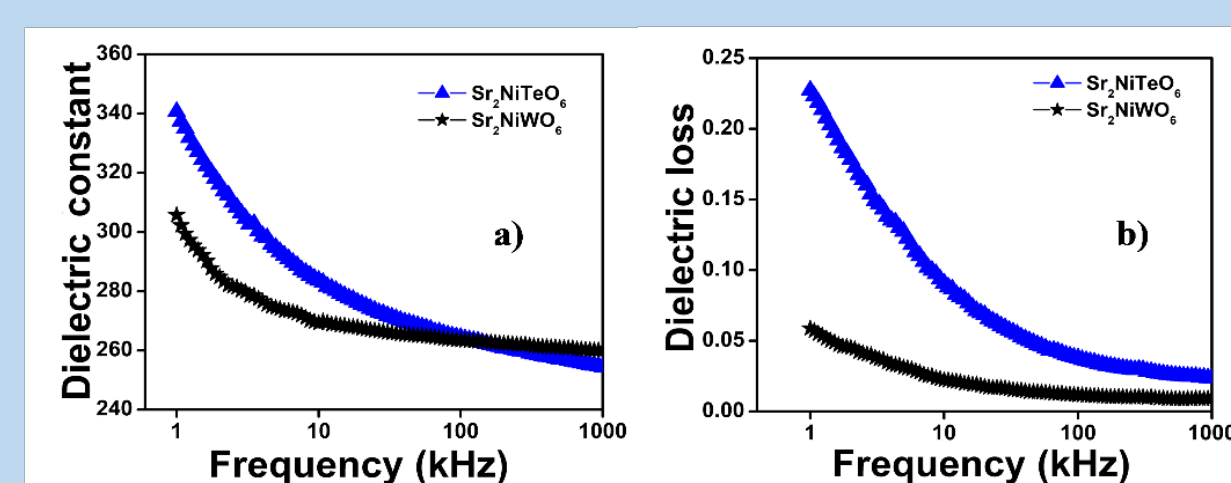 360
340
320
300
280
260
240
Dielectric constant
Sr₂NiTeO₆
Sr₂NiWO₆
a)
1 10 100 1000
Frequency (kHz)
0.25
0.20
0.15
0.10
0.05
0.00
Dielectric loss
Sr₂NiTeO₆
Sr₂NiWO₆
b)
1 10 100 1000
Frequency (kHz)